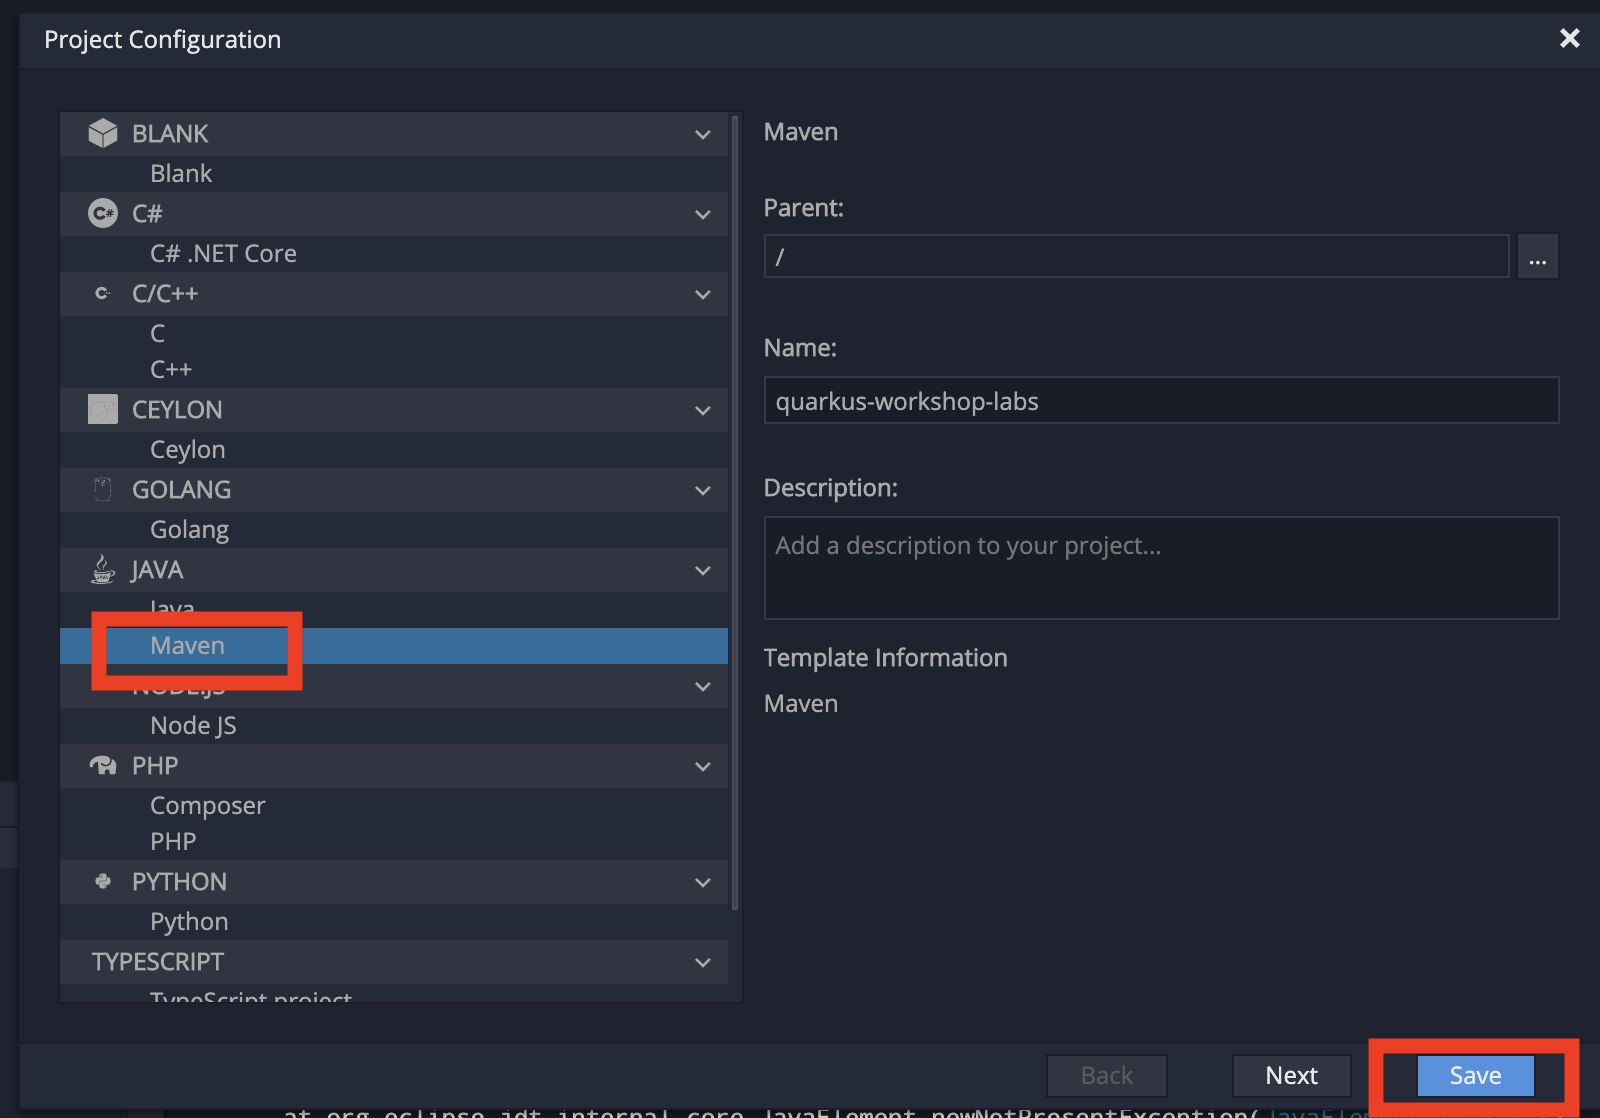 Project Configuration
BLANK
Blank
C#
C# .NET Core
C/C++
C
C++
CEYLON
Ceylon
GOLANG
Golang
JAVA
Java
Maven
NODE.JS
Node JS
PHP
Composer
PHP
PYTHON
Python
TYPESCRIPT
TypeScript project
Maven
Parent:
/
...
Name:
quarkus-workshop-labs
Description:
Add a description to your project...
Template Information
Maven
Back
Next
Save
at org.eclipse.jdt.internal.core.JavaElement.newNotPresentException(